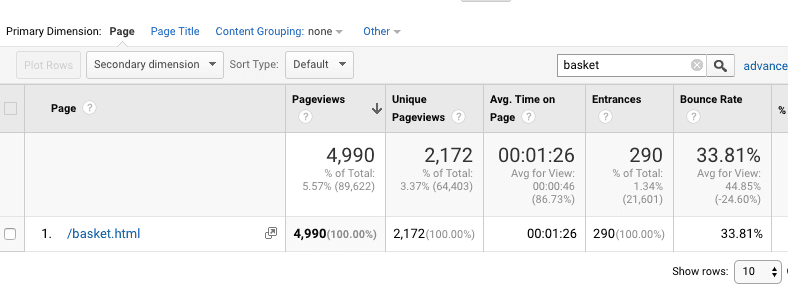 Primary Dimension: Page Page Title Content Grouping: none Other
Plot Rows Secondary dimension Sort Type: Default basket advance
Page ? Pageviews ? Unique Pageviews ? Avg. Time on Page ? Entrances ? Bounce Rate ? %
4,990 2,172 00:01:26 290 33.81%
% of Total: % of Total: Avg for View: % of Total: Avg for View:
5.57% (89,622) 3.37% (64,403) 00:00:46 1.34% 44.85%
(86.73%) (21,601) (-24.60%)
1. /basket.html 4,990(100.00%) 2,172(100.00%) 00:01:26 290(100.00%) 33.81%
Show rows: 10